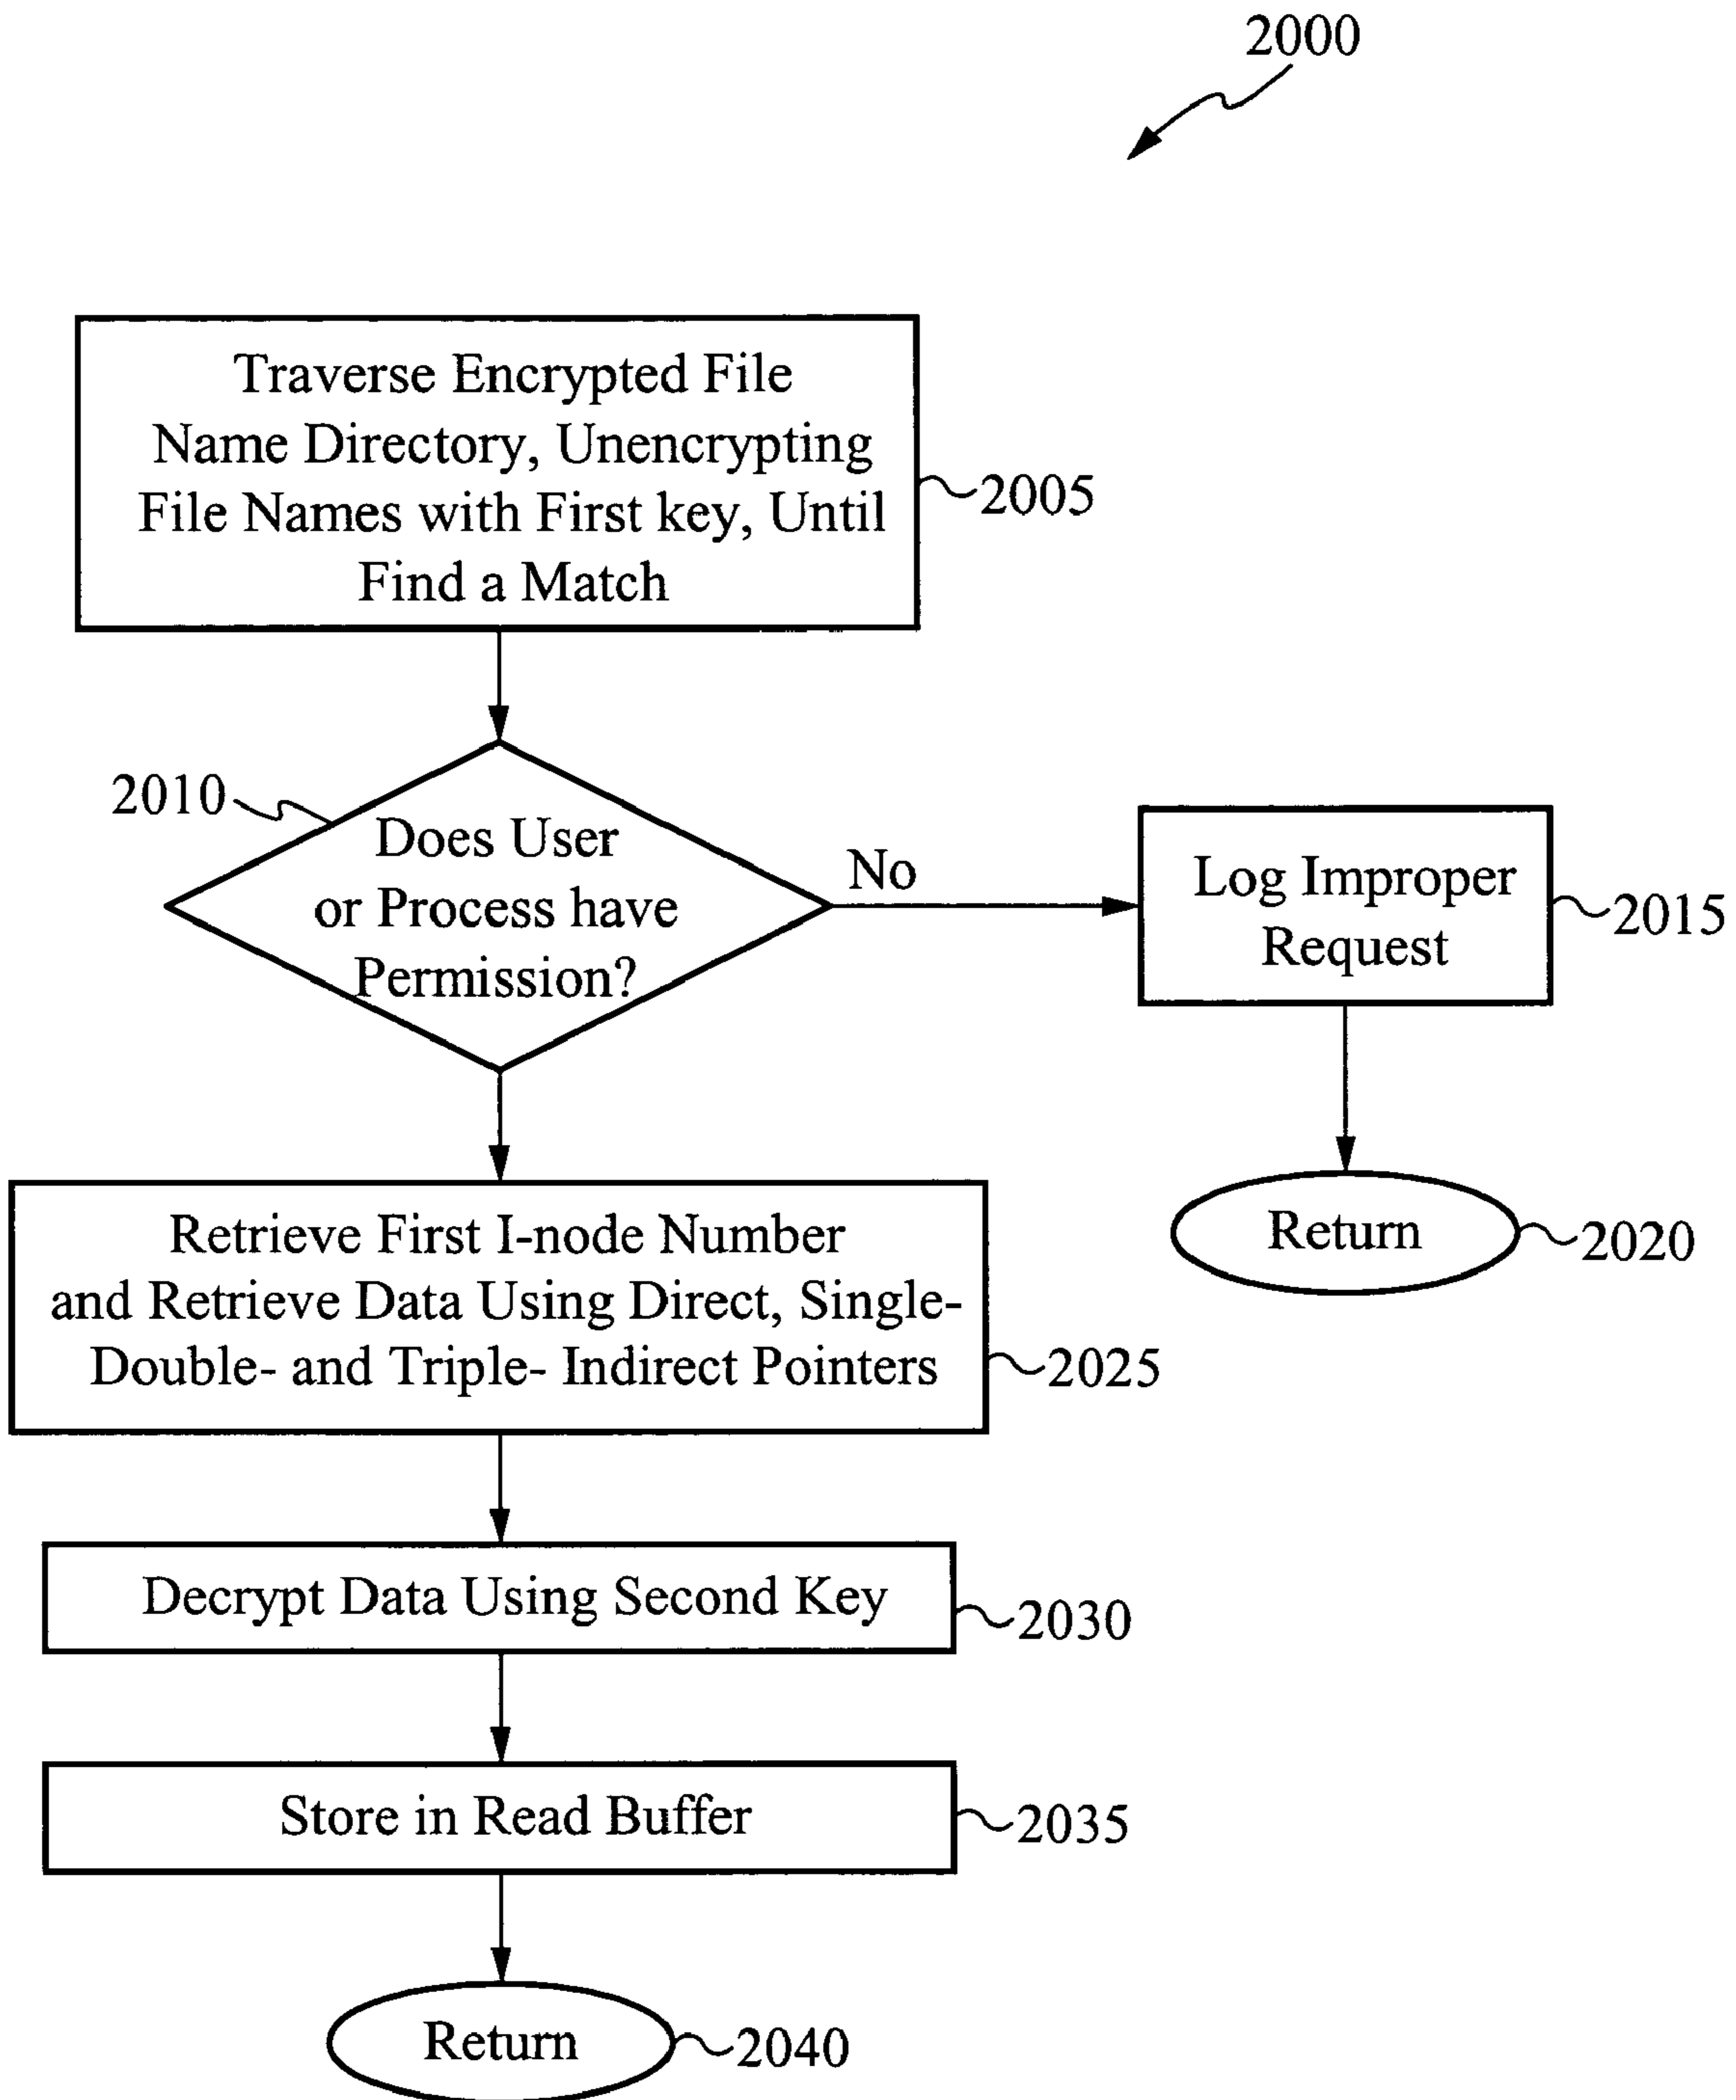 2000
Traverse Encrypted File
Name Directory, Unencrypting
File Names with First key, Until
Find a Match
2005
2010
Does User
or Process have
Permission?
No
Log Improper
Request
2015
Return
2020
Retrieve First I-node Number
and Retrieve Data Using Direct, Single-
Double- and Triple- Indirect Pointers
2025
Decrypt Data Using Second Key
2030
Store in Read Buffer
2035
Return
2040